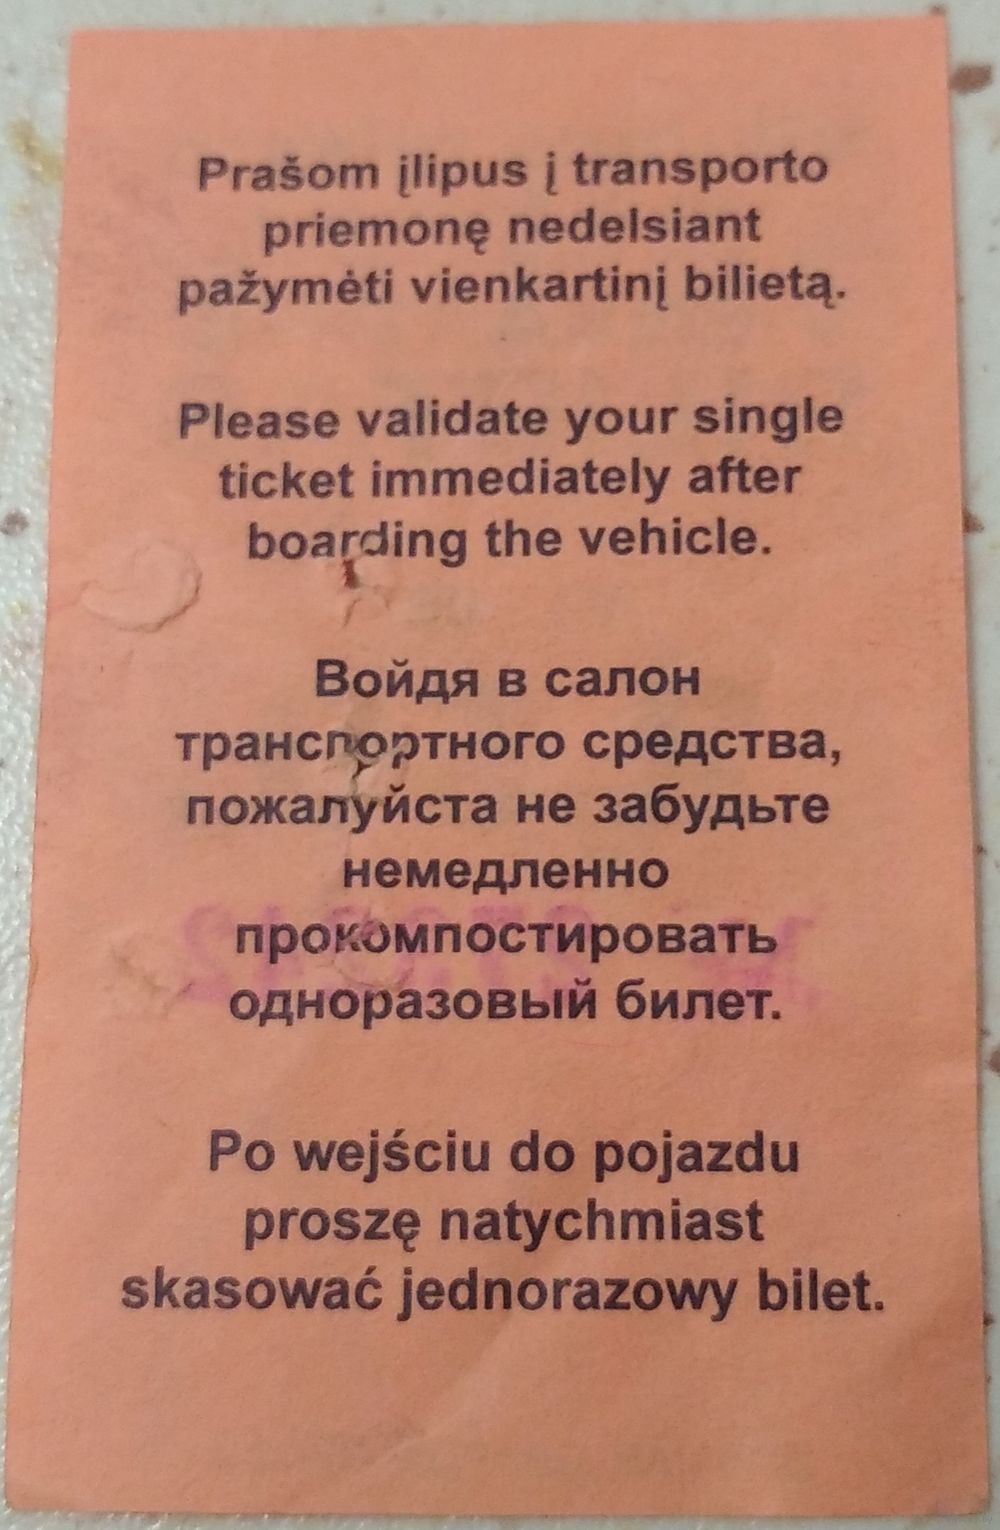 Prašom įlipus į transporto
priemonę nedelsiant
pažymėti vienkartinį bilietą.
Please validate your single
ticket immediately after
boarding the vehicle.
Войдя в салон
транспортного средства,
пожалуйста не забудьте
немедленно
прокомпостировать
одноразовый билет.
Po wejściu do pojazdu
proszę natychmiast
skasować jednorazowy bilet.